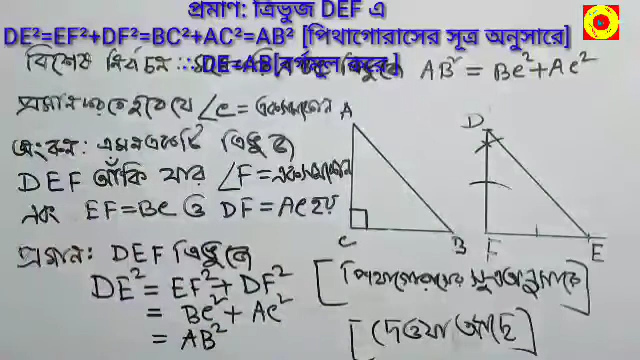 প্রমাণ: ত্রিভুজ DEF এ
DE²=EF²+DF²=BC²+AC²=AB² [পিথাগোরাসের সূত্র অনুসারে]
∴ DE=AB[বর্গমূল করে]
বিশেষ নির্বচন: ত্রিভুজে AB² = BC²+AC²
প্রমাণ করতে হবে যে ∠C = একসমকোণ
অংকন: এমন একটি ত্রিভুজ
DEF আঁকি যার ∠F = একসমকোণ
এবং EF=BC ও DF=AC হয়
প্রমাণ: DEF ত্রিভুজে
DE² = EF²+DF² [পিথাগোরাসের সূত্র অনুসারে]
= BC²+AC² [দেওয়া আছে]
= AB²
A
C
B
D
F
E